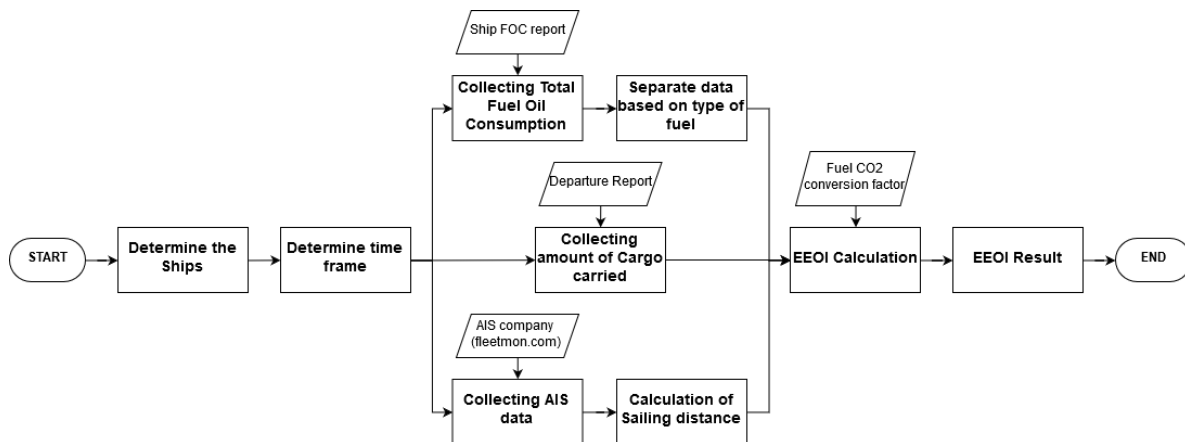 Ship FOC report
Collecting Total
Fuel Oil
Consumption
Separate data
based on type of
fuel
Departure Report
Fuel CO2
conversion factor
START
Determine the
Ships
Determine time
frame
Collecting
amount of Cargo
carried
EEOI Calculation
EEOI Result
END
AIS company
(fleetmon.com)
Collecting AIS
data
Calculation of
Sailing distance